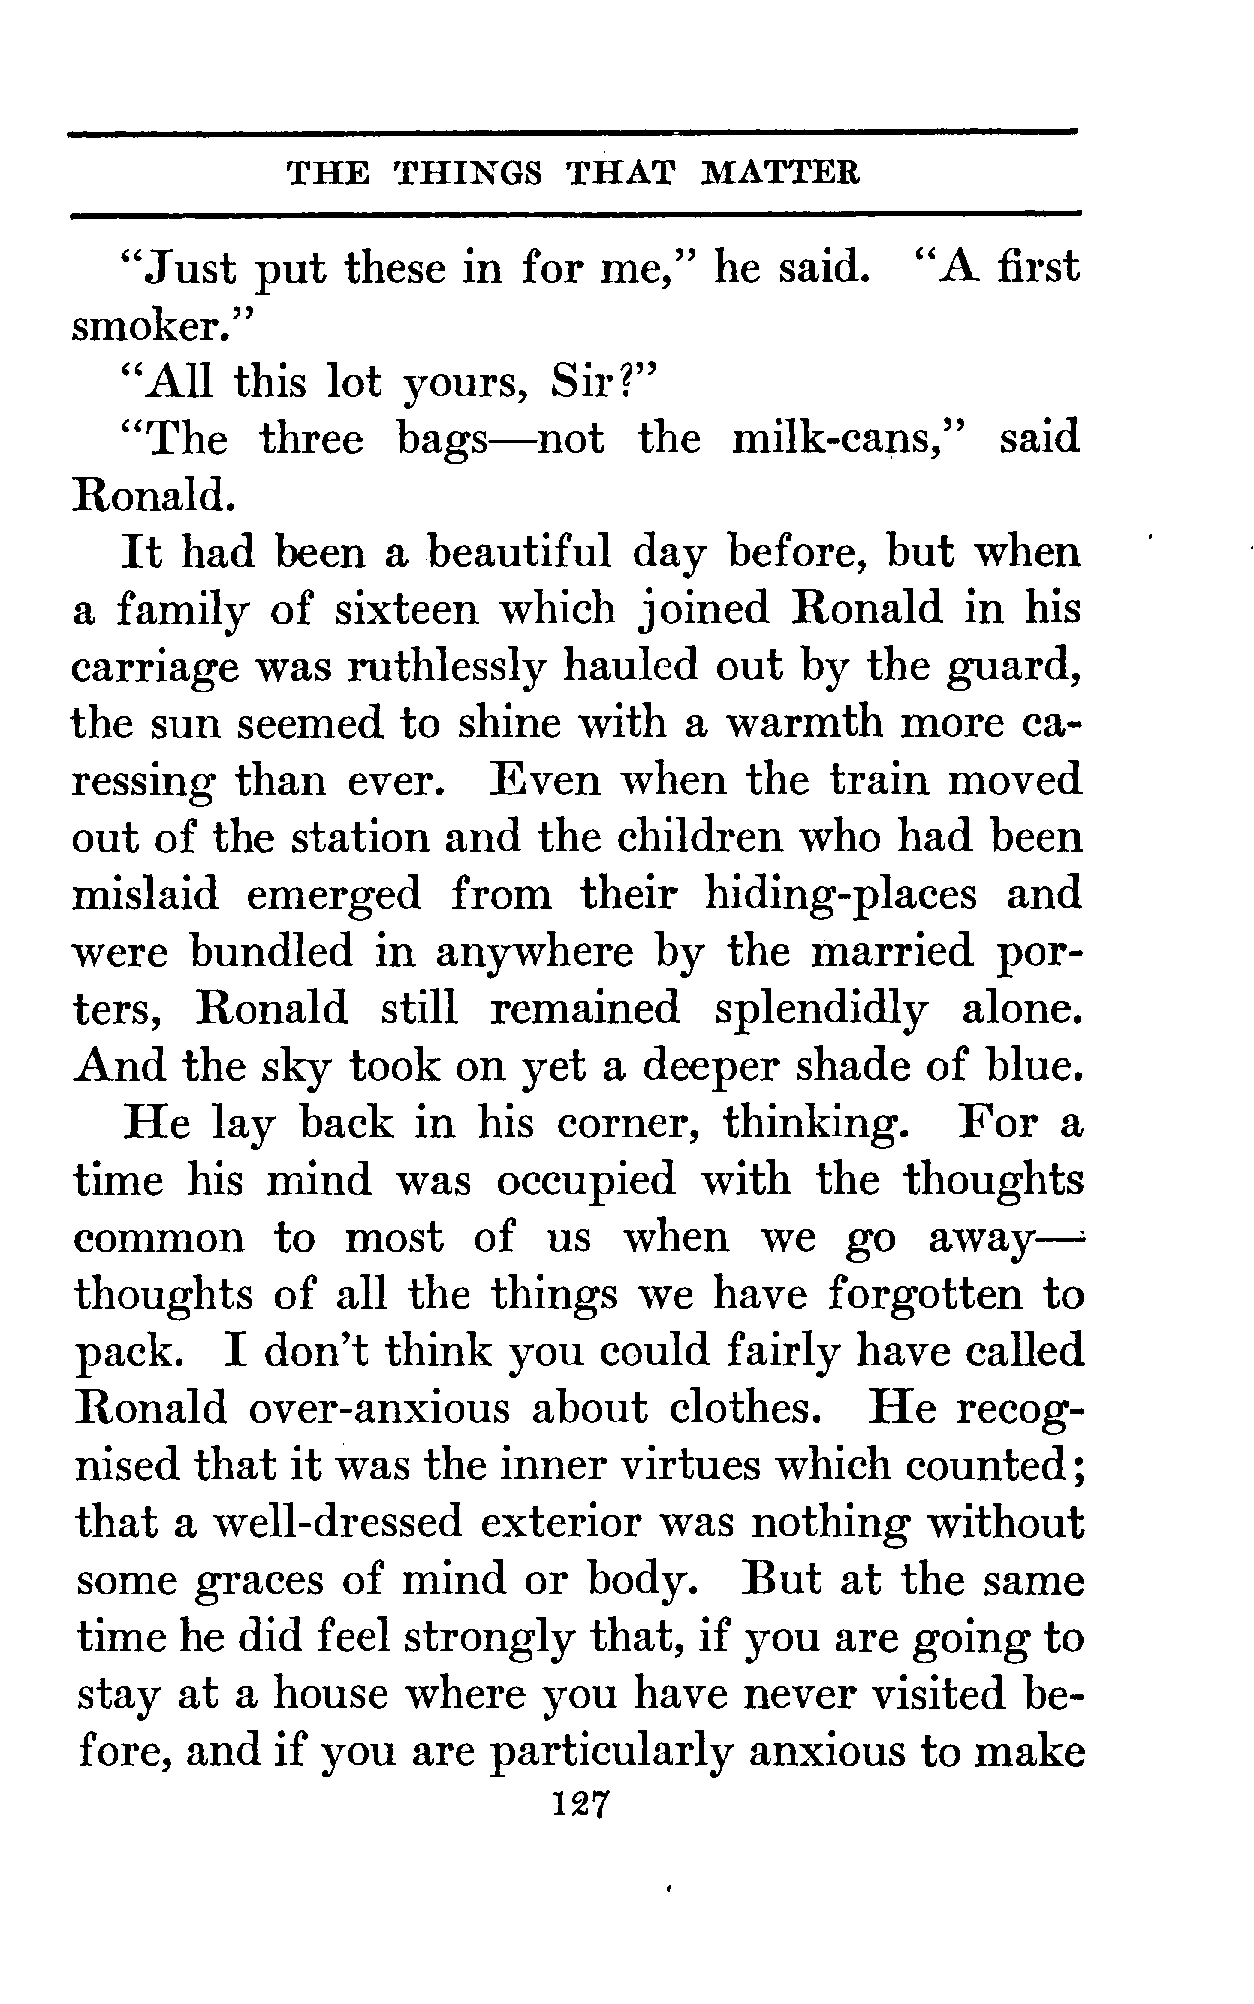 THE THINGS THAT MATTER
"Just put these in for me," he said. "A first
smoker."
"All this lot yours, Sir?"
"The three bags—not the milk-cans," said
Ronald.
It had been a beautiful day before, but when
a family of sixteen which joined Ronald in his
carriage was ruthlessly hauled out by the guard,
the sun seemed to shine with a warmth more ca-
ressing than ever. Even when the train moved
out of the station and the children who had been
mislaid emerged from their hiding-places and
were bundled in anywhere by the married por-
ters, Ronald still remained splendidly alone.
And the sky took on yet a deeper shade of blue.
He lay back in his corner, thinking. For a
time his mind was occupied with the thoughts
common to most of us when we go away—
thoughts of all the things we have forgotten to
pack. I don't think you could fairly have called
Ronald over-anxious about clothes. He recog-
nised that it was the inner virtues which counted;
that a well-dressed exterior was nothing without
some graces of mind or body. But at the same
time he did feel strongly that, if you are going to
stay at a house where you have never visited be-
fore, and if you are particularly anxious to make
127